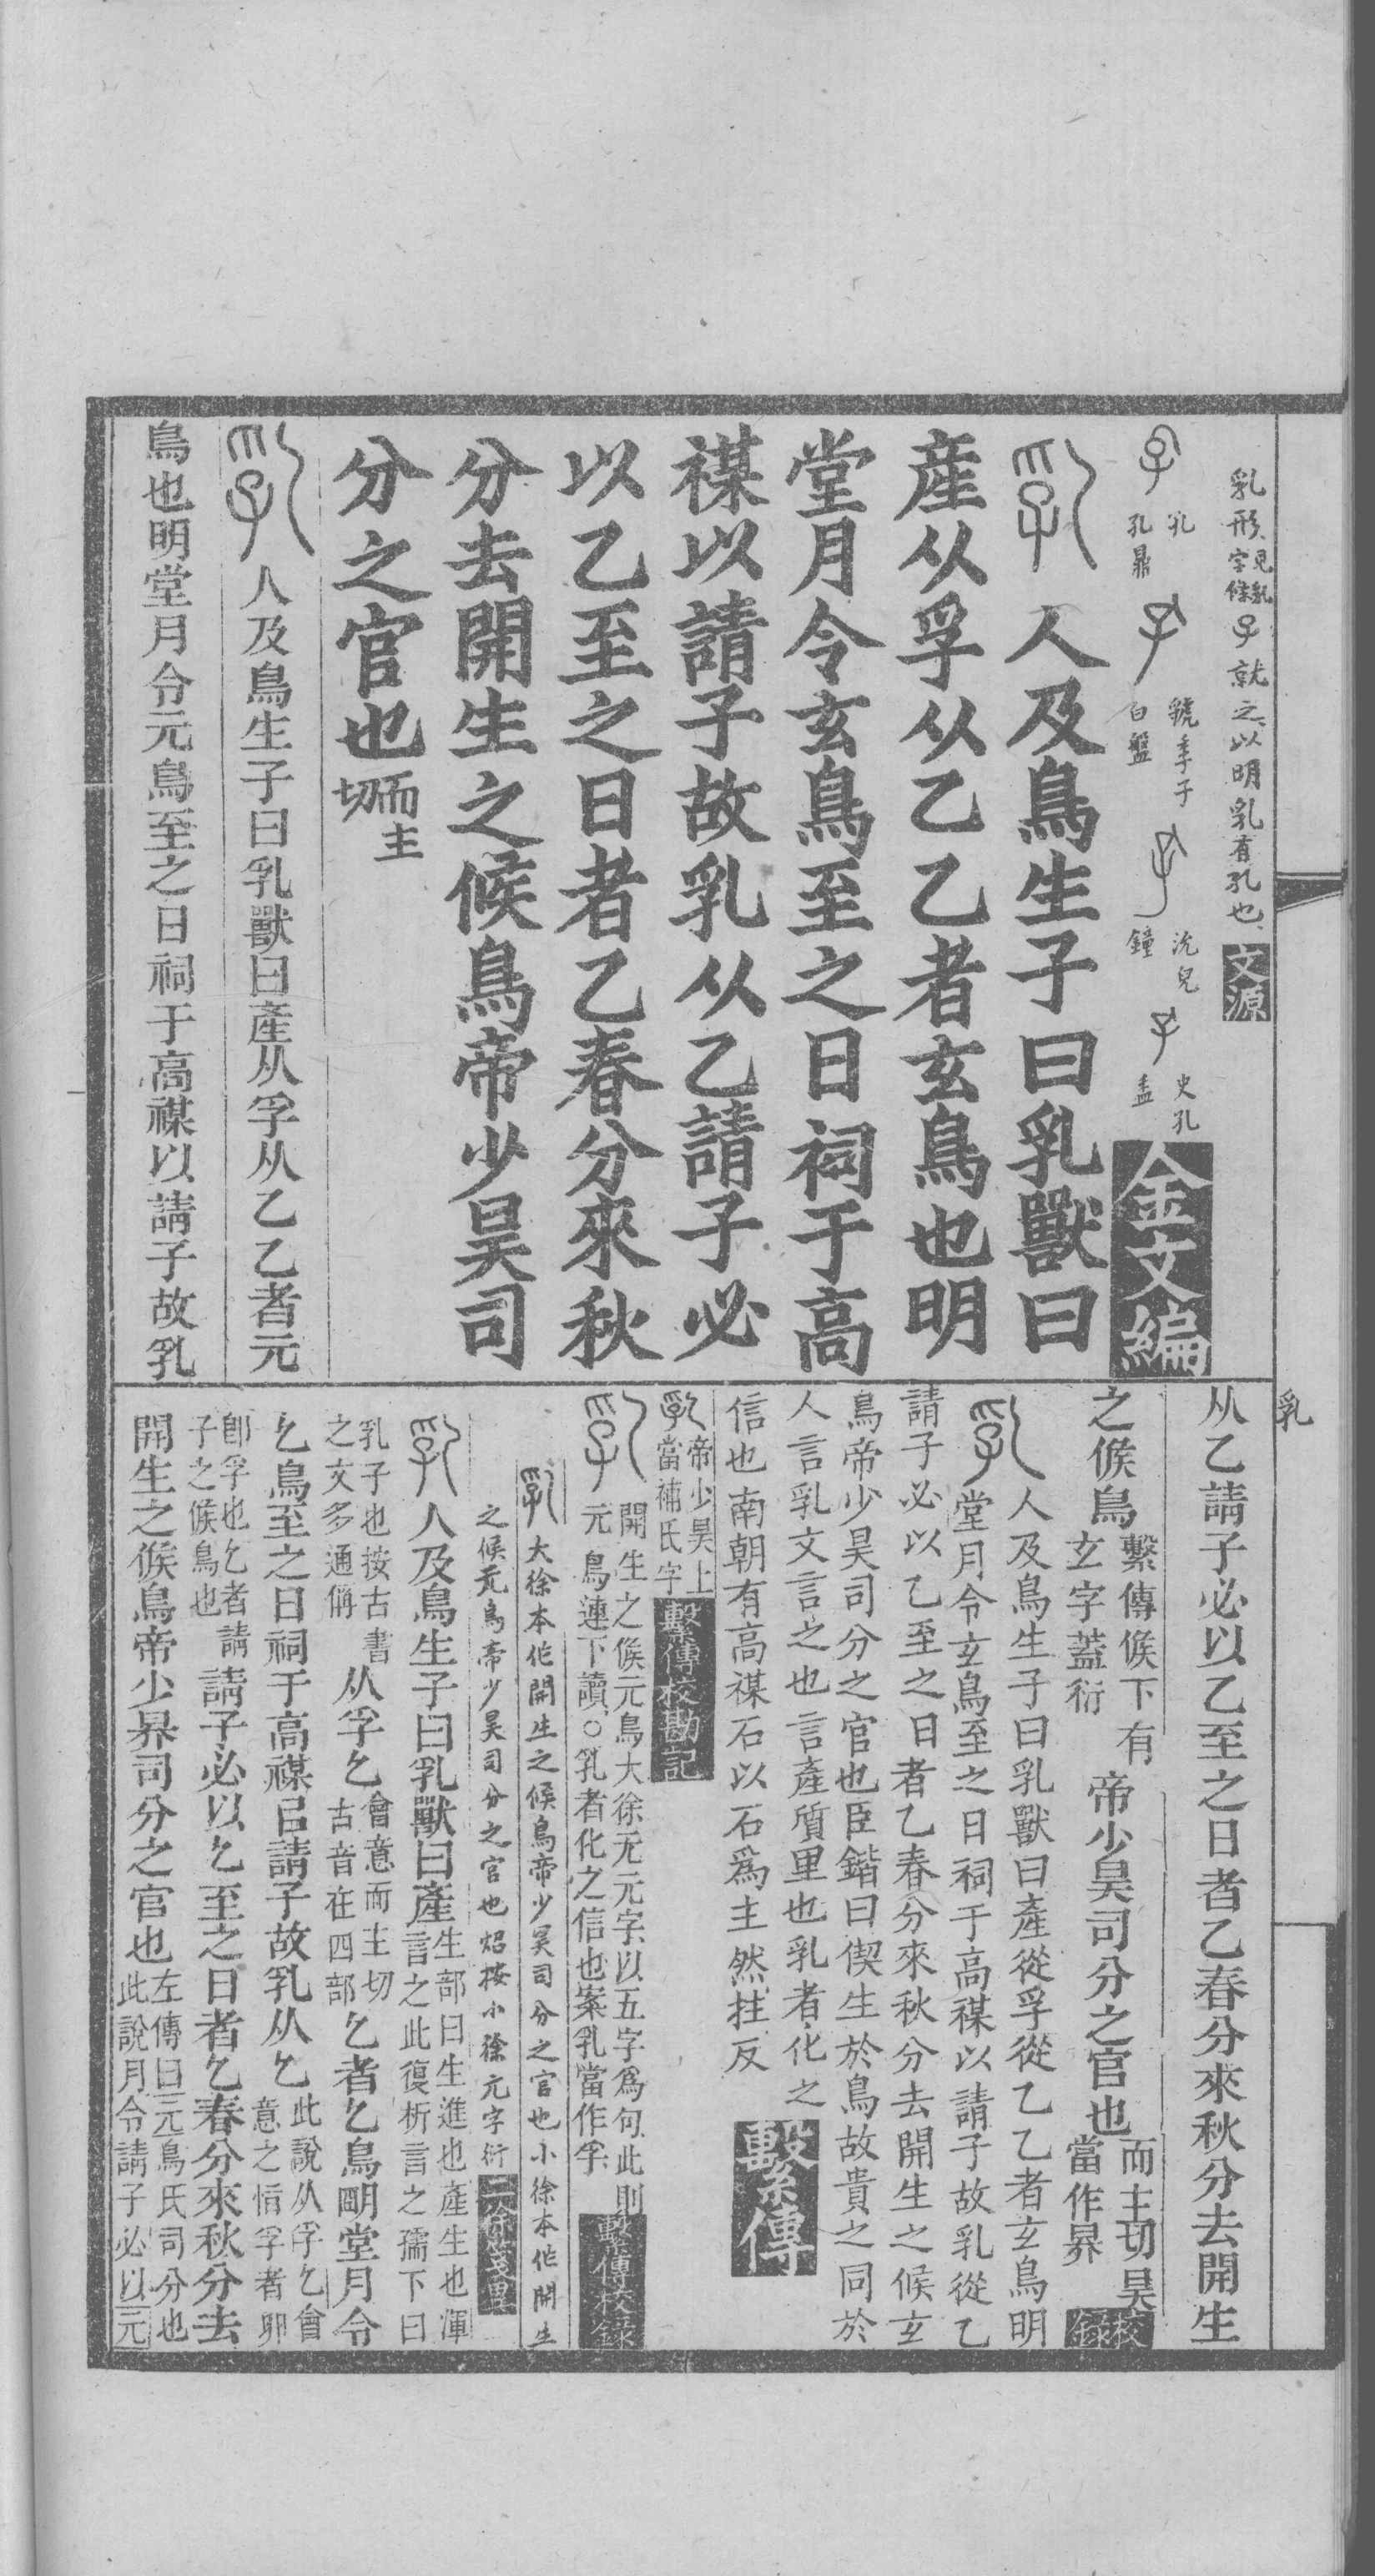 乳形見乳字條子就之以明乳有孔也文源
孔孔鼎
虢季子白盤
沇兒鐘
史孔盉
金文編
人及鳥生子曰乳獸曰
產从孚从乙乙者玄鳥也明
堂月令玄鳥至之日祠于高
禖以請子故乳从乙請子必
以乙至之日者乙春分來秋
分去開生之候鳥帝少昊司
分之官也而主切
人及鳥生子曰乳獸曰產从孚从乙乙者元
鳥也明堂月令元鳥至之日祠于高禖以請子故乳
乳
从乙請子必以乙至之日者乙春分來秋分去開生
之候鳥繫傳候下有玄字蓋衍帝少昊司分之官也而主切昊當作昦校錄
人及鳥生子曰乳獸曰產從孚從乙乙者玄鳥明
堂月令玄鳥至之日祠于高禖以請子故乳從乙
請子必以乙至之日者乙春分來秋分去開生之候玄
鳥帝少昊司分之官也臣鍇曰偰生於鳥故貴之同於
人言乳文言之也言產質里也乳者化之
信也南朝有高禖石以石爲主然拄反繫傳
乳帝少昊上當補氏字繫傳校勘記
開生之候元鳥大徐无元字以五字爲句此則
元鳥連下讀○乳者化之信也案乳當作孚繫傳校錄
乳大徐本作開生之候鳥帝少昊司分之官也小徐本作開生
之候元鳥帝少昊司分之官也炤按小徐元字衍二徐箋異
人及鳥生子曰乳獸曰產生部曰生進也產生也渾言之此復析言之孺下曰
乳子也按古書之文多通偁从孚乞會意而主切古音在四部乞者乞鳥朙堂月令
乞鳥至之日祠于高禖㠯請子故乳从乞此說从孚乞會意之恉孚者卵
卽孚也乞者請子之候鳥也請子必以乞至之日者乞春分來秋分去
開生之候鳥帝少昦司分之官也左傳曰元鳥氏司分也此說月令請子必以元